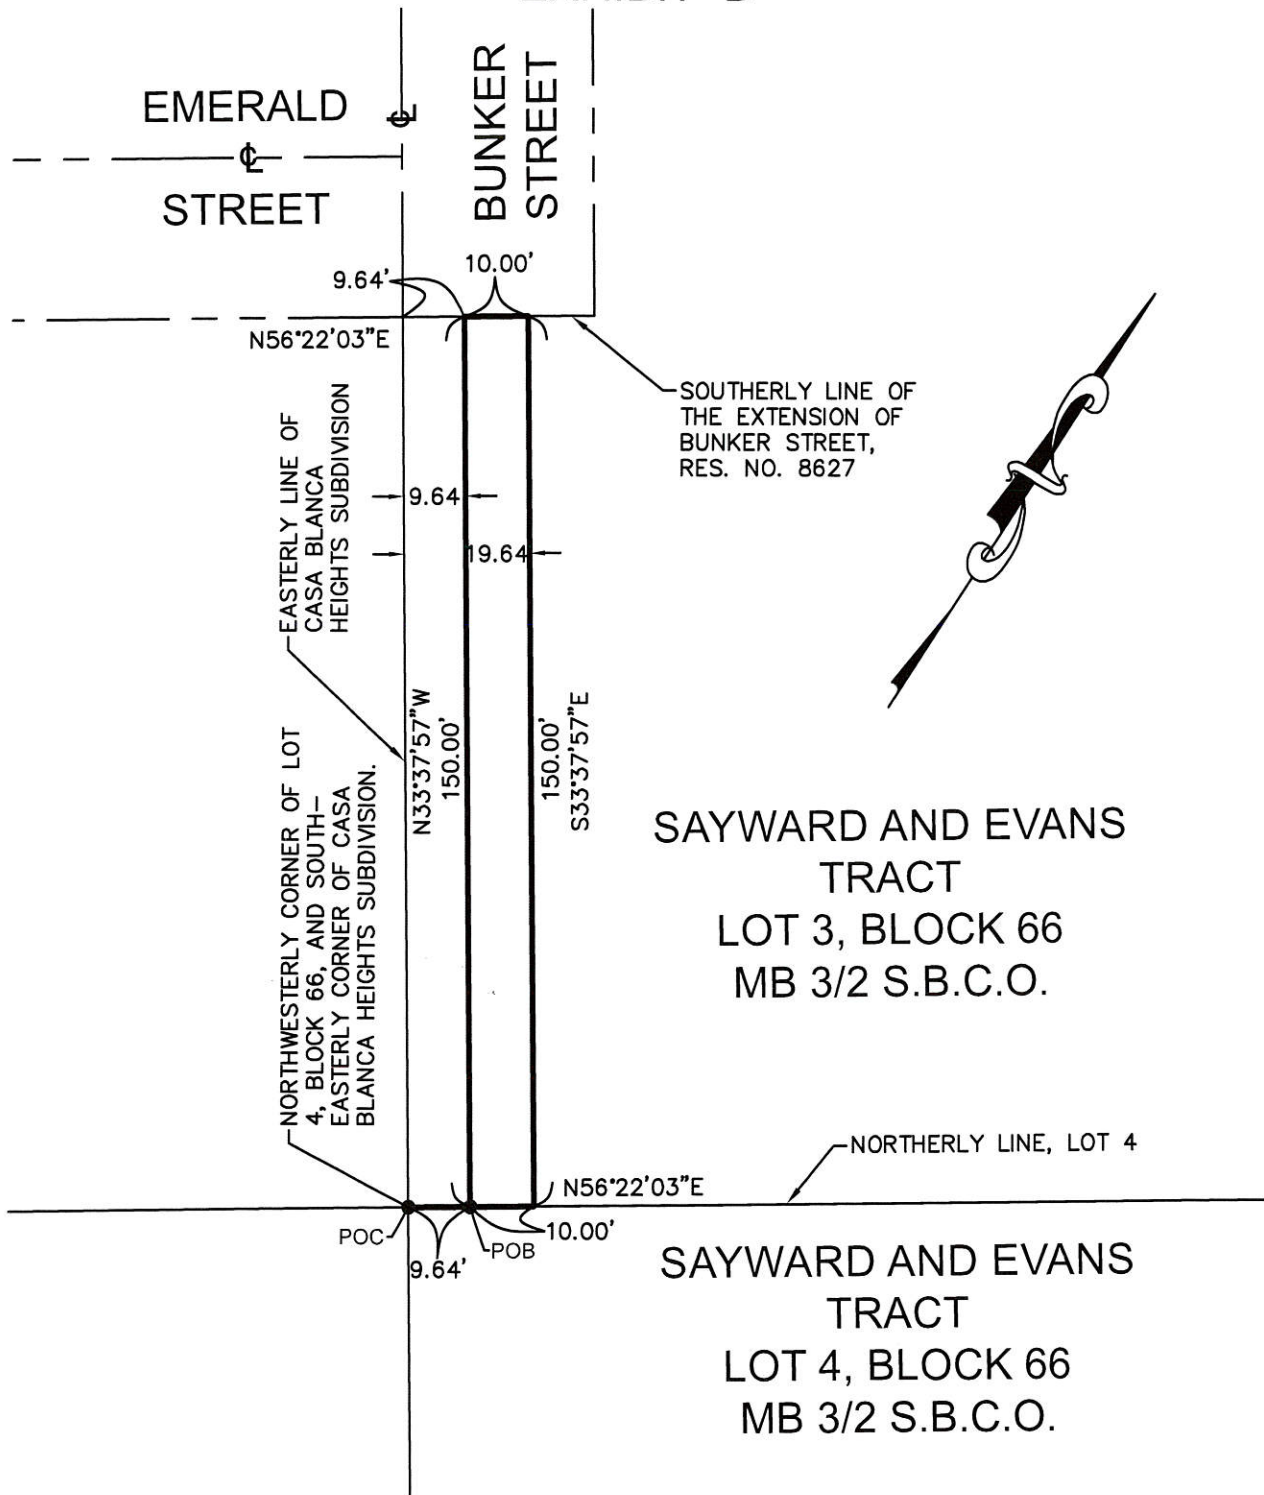 EMERALD
℄
STREET
℄
BUNKER
STREET
9.64'
10.00'
N56°22'03"E
SOUTHERLY LINE OF
THE EXTENSION OF
BUNKER STREET,
RES. NO. 8627
EASTERLY LINE OF
CASA BLANCA
HEIGHTS SUBDIVISION
9.64
19.64
N33°37'57"W
150.00'
150.00'
S33°37'57"E
NORTHWESTERLY CORNER OF LOT
4, BLOCK 66, AND SOUTH-
EASTERLY CORNER OF CASA
BLANCA HEIGHTS SUBDIVISION.
SAYWARD AND EVANS
TRACT
LOT 3, BLOCK 66
MB 3/2 S.B.C.O.
NORTHERLY LINE, LOT 4
N56°22'03"E
POC
9.64'
POB
10.00'
SAYWARD AND EVANS
TRACT
LOT 4, BLOCK 66
MB 3/2 S.B.C.O.